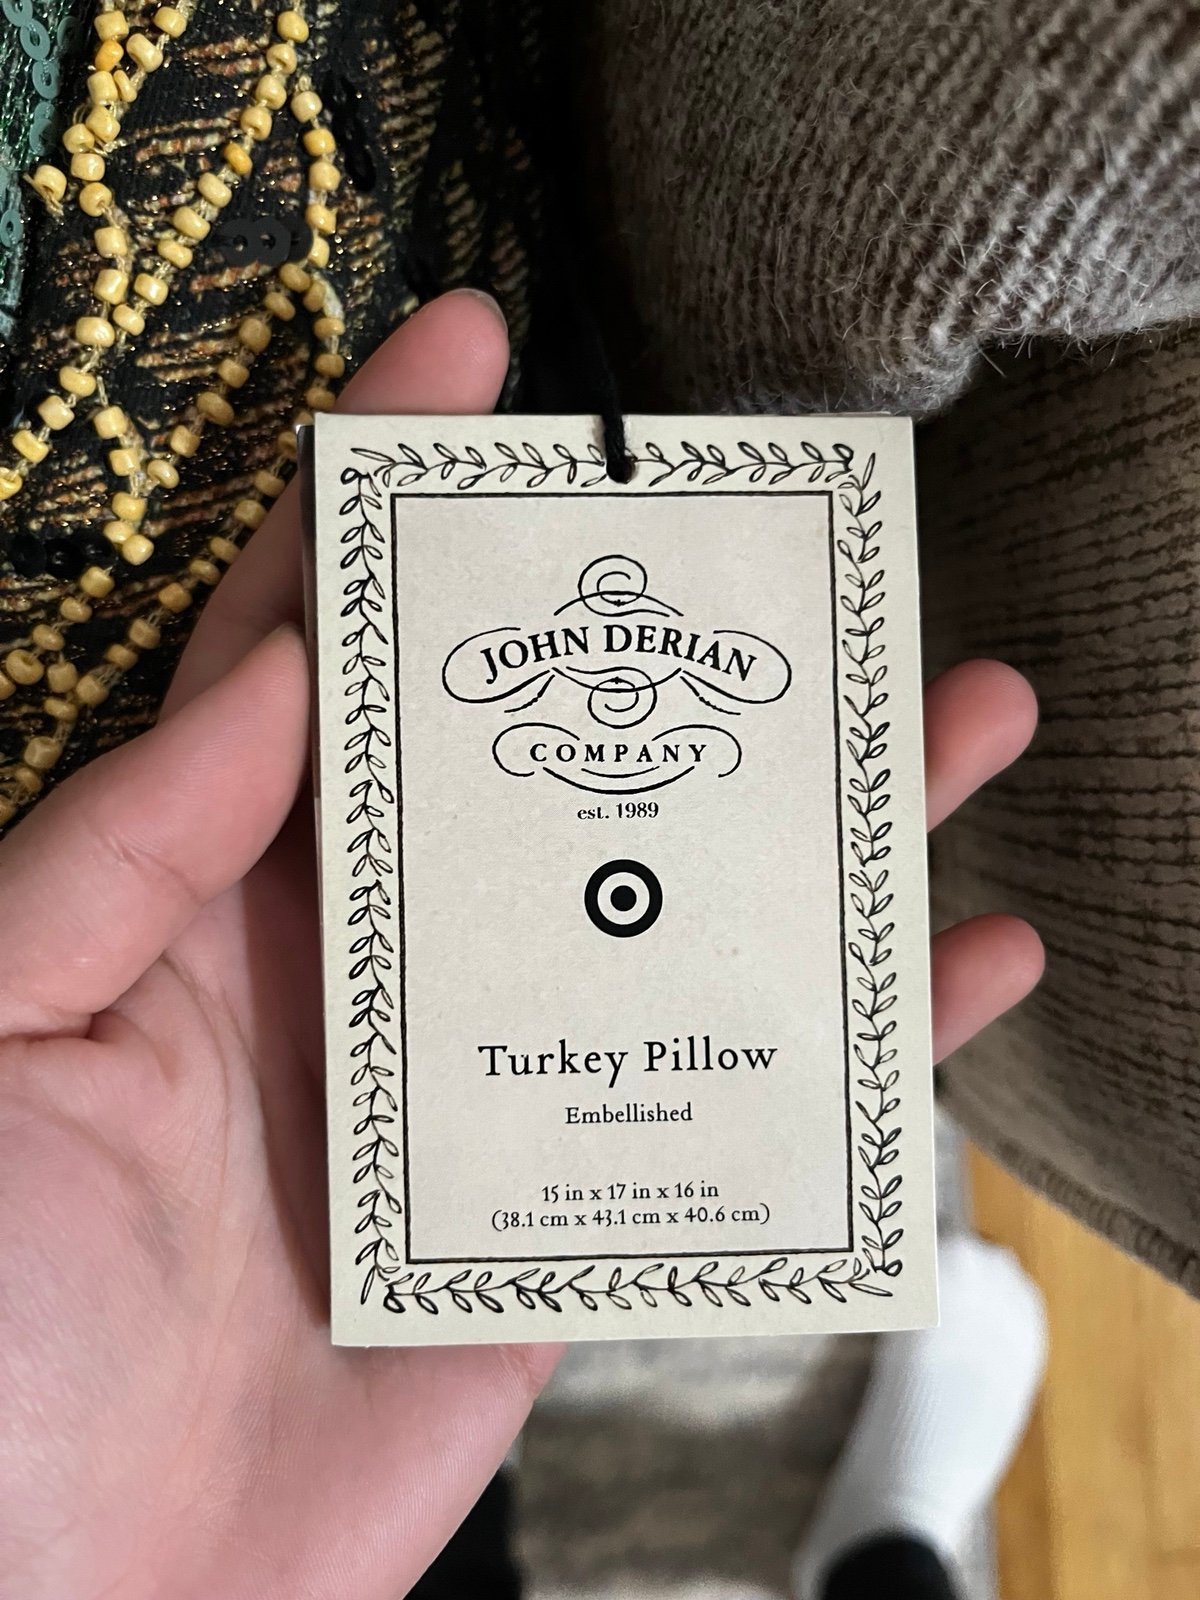 JOHN DERIAN
COMPANY
est. 1989
Turkey Pillow
Embellished
15 in x 17 in x 16 in
(38.1 cm x 43.1 cm x 40.6 cm)